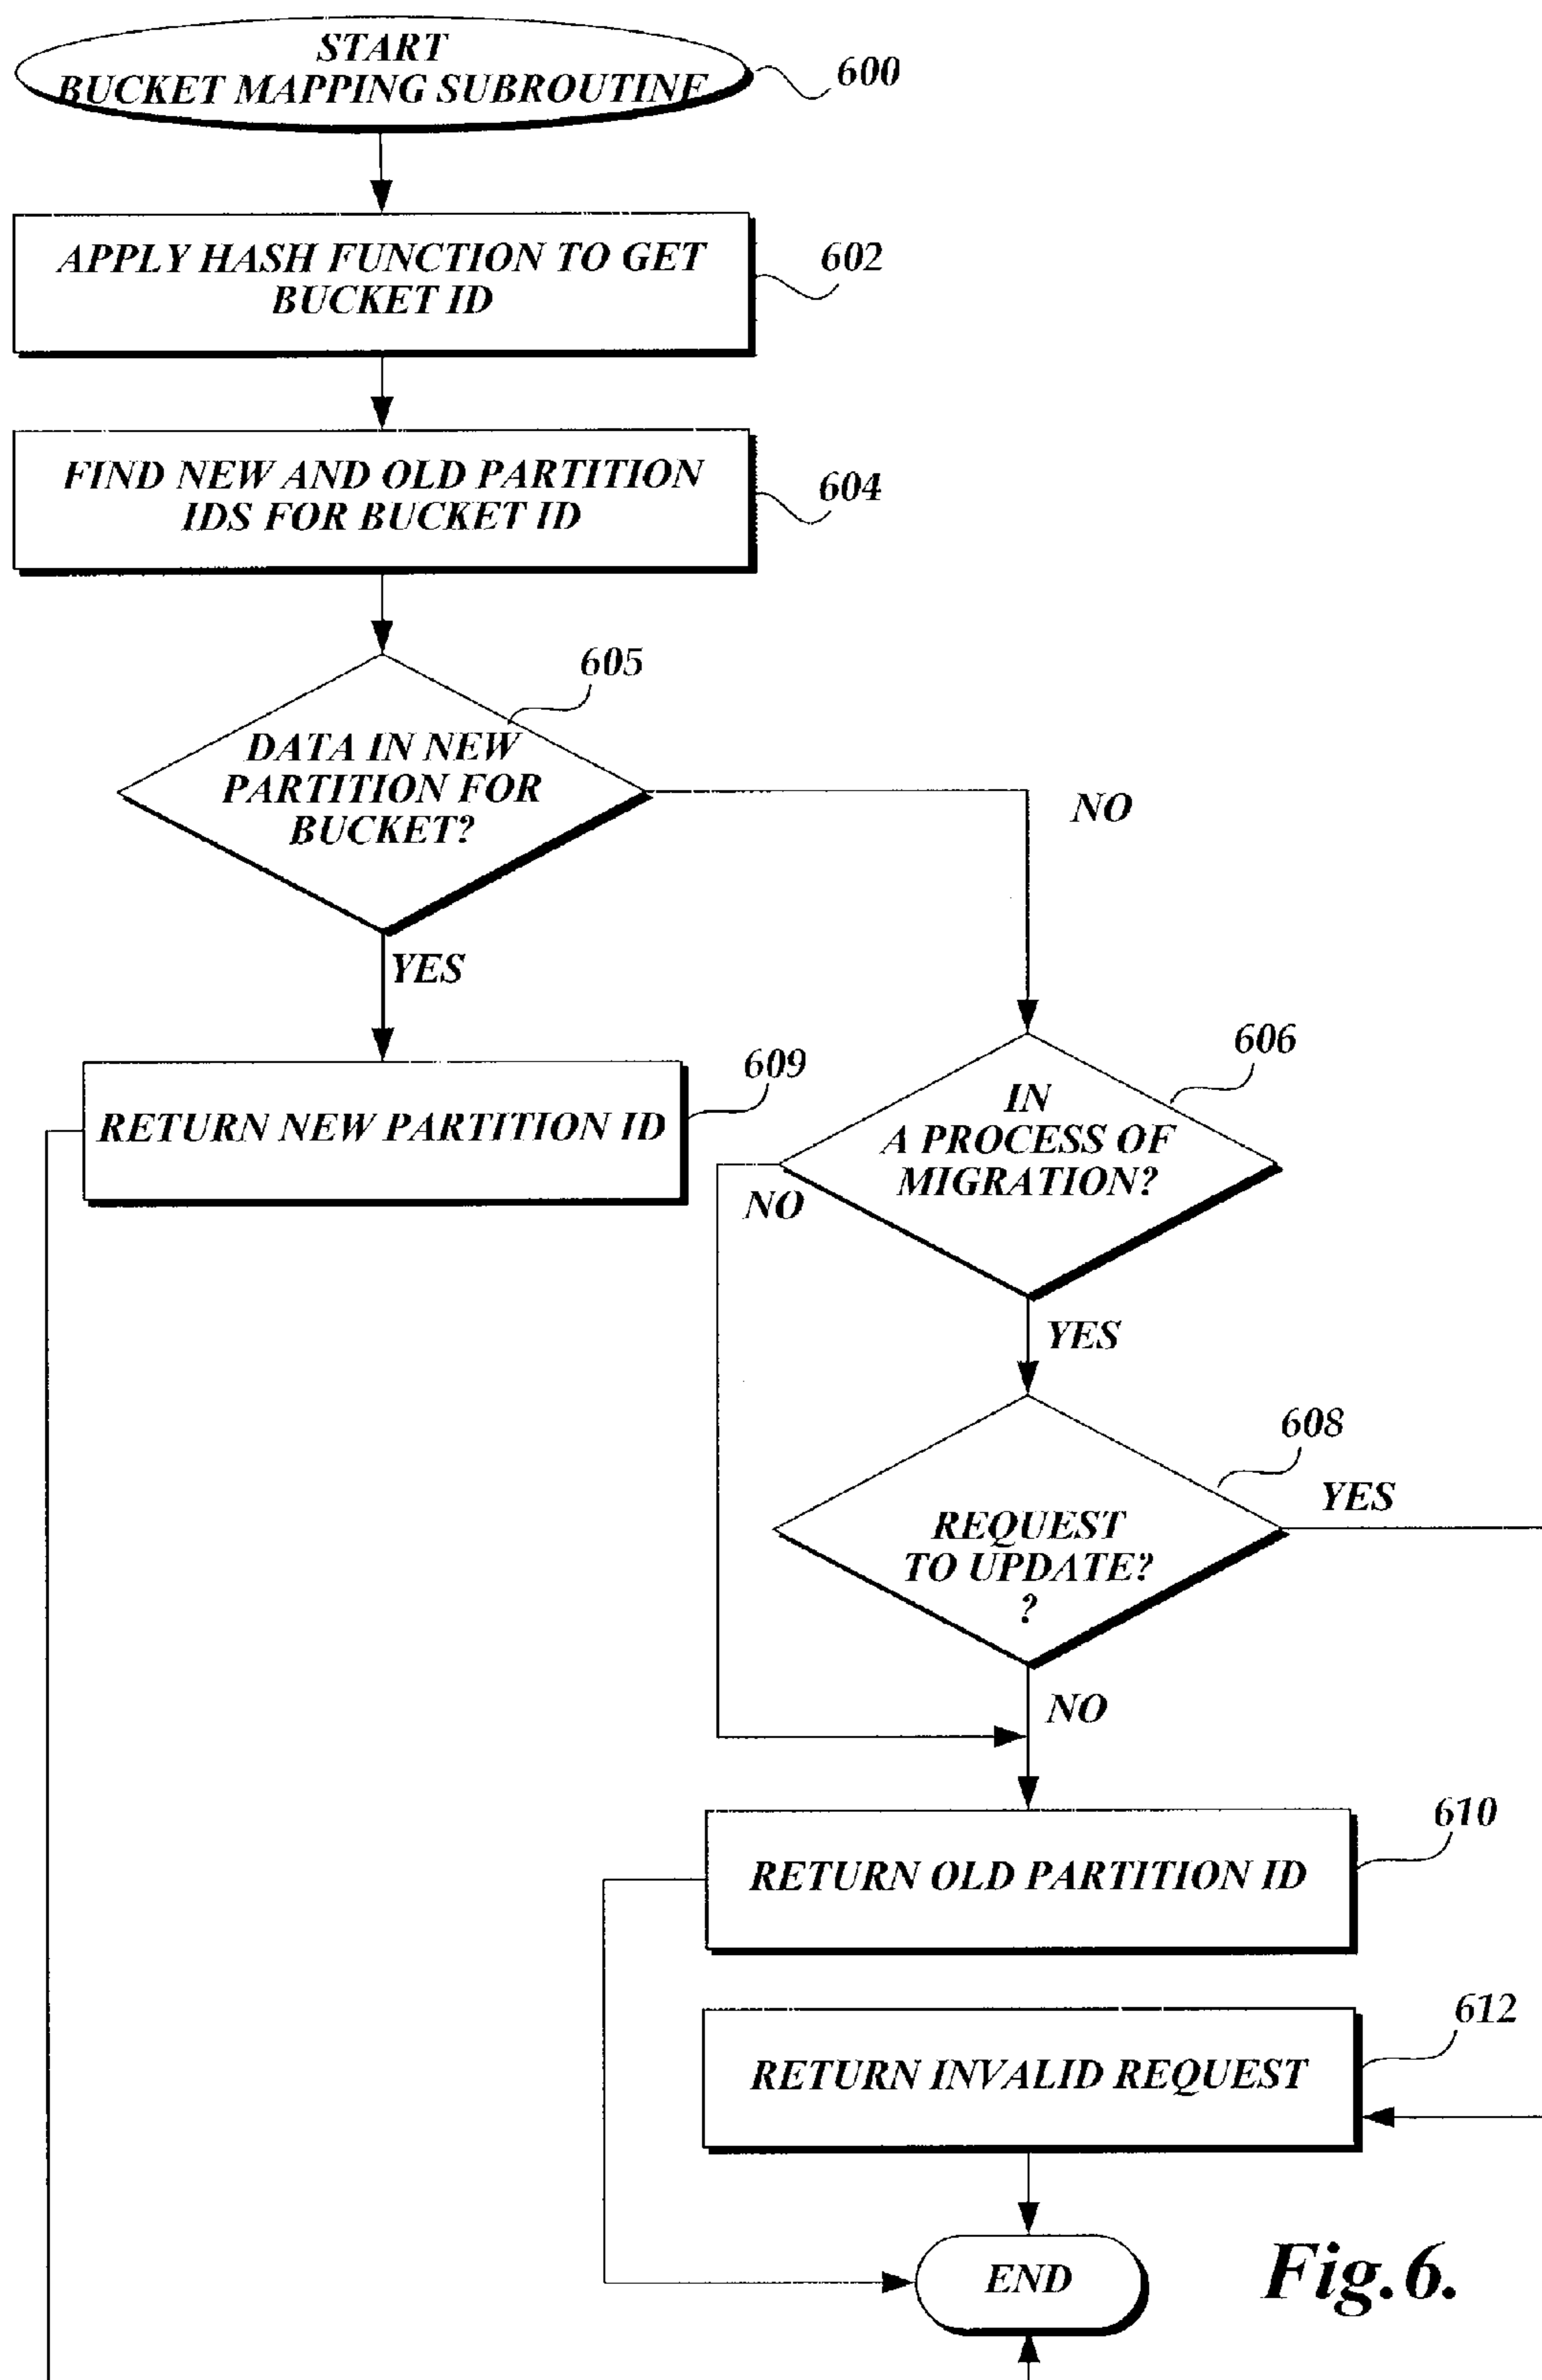 START
BUCKET MAPPING SUBROUTINE
600
APPLY HASH FUNCTION TO GET
BUCKET ID
602
FIND NEW AND OLD PARTITION
IDS FOR BUCKET ID
604
605
DATA IN NEW
PARTITION FOR
BUCKET?
NO
YES
609
RETURN NEW PARTITION ID
606
IN
A PROCESS OF
MIGRATION?
NO
YES
608
YES
REQUEST
TO UPDATE?
?
NO
610
RETURN OLD PARTITION ID
612
RETURN INVALID REQUEST
END
Fig.6.